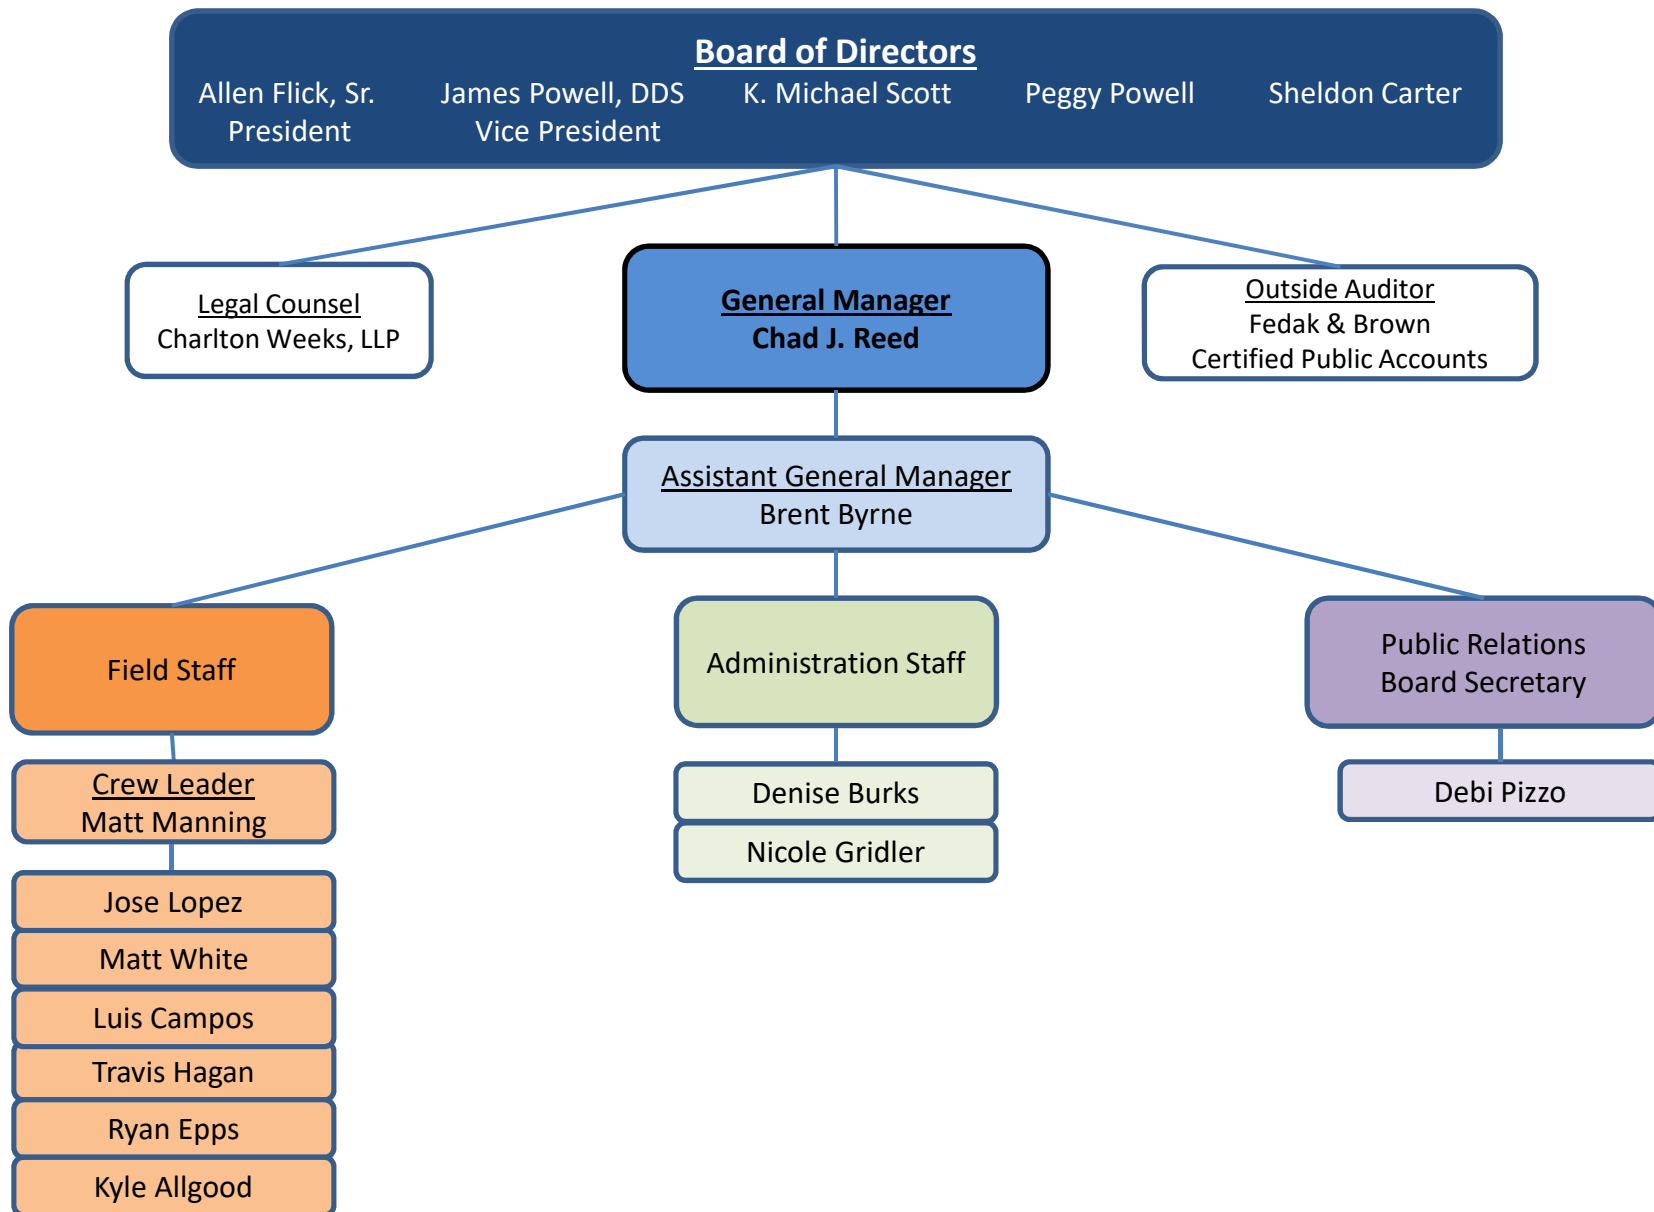 Board of Directors
Allen Flick, Sr.
President
James Powell, DDS
Vice President
K. Michael Scott
Peggy Powell
Sheldon Carter
Legal Counsel
Charlton Weeks, LLP
General Manager
Chad J. Reed
Outside Auditor
Fedak & Brown
Certified Public Accounts
Assistant General Manager
Brent Byrne
Field Staff
Administration Staff
Public Relations
Board Secretary
Crew Leader
Matt Manning
Jose Lopez
Matt White
Luis Campos
Travis Hagan
Ryan Epps
Kyle Allgood
Denise Burks
Nicole Gridler
Debi Pizzo